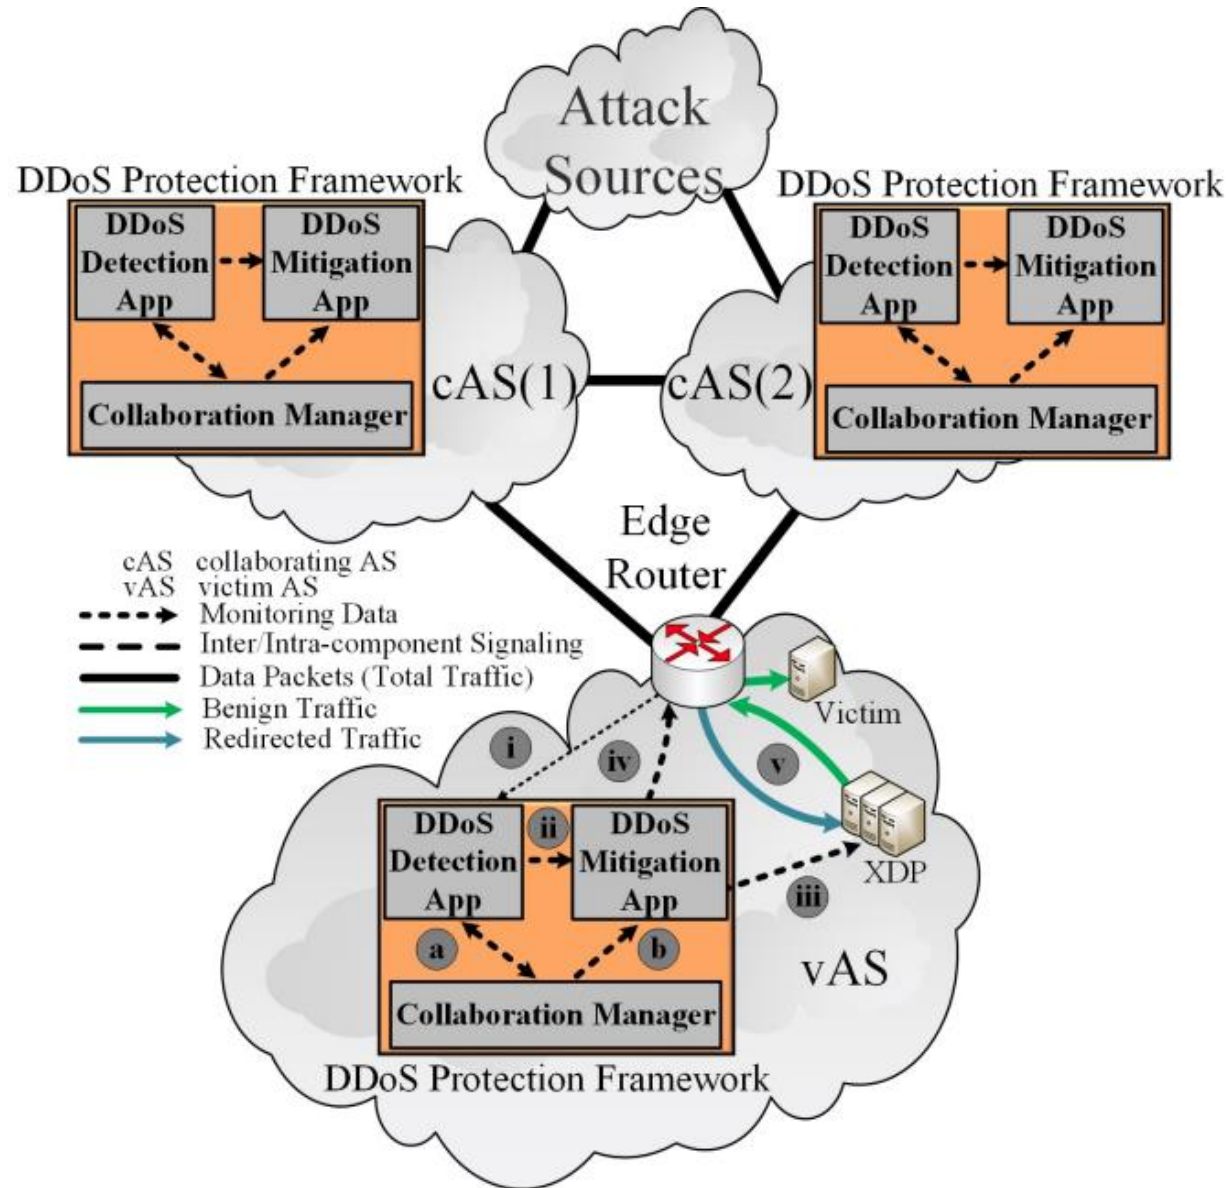 Attack
Sources
DDoS Protection Framework
DDoS
Detection
App
DDoS
Mitigation
App
Collaboration Manager
DDoS Protection Framework
DDoS
Detection
App
DDoS
Mitigation
App
Collaboration Manager
cAS(1)
cAS(2)
Edge
Router
cAS collaborating AS
vAS victim AS
Monitoring Data
Inter/Intra-component Signaling
Data Packets (Total Traffic)
Benign Traffic
Redirected Traffic
Victim
i
iv
v
XDP
DDoS
Detection
App
ii
DDoS
Mitigation
App
iii
a
b
vAS
Collaboration Manager
DDoS Protection Framework